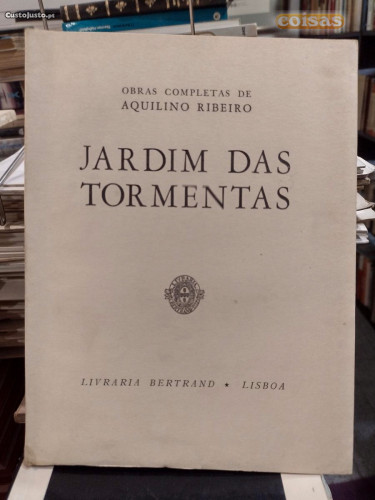 CustoJusto.pt
coisas
OBRAS COMPLETAS DE
AQUILINO RIBEIRO
JARDIM DAS
TORMENTAS
LIVRARIA BERTRAND • LISBOA